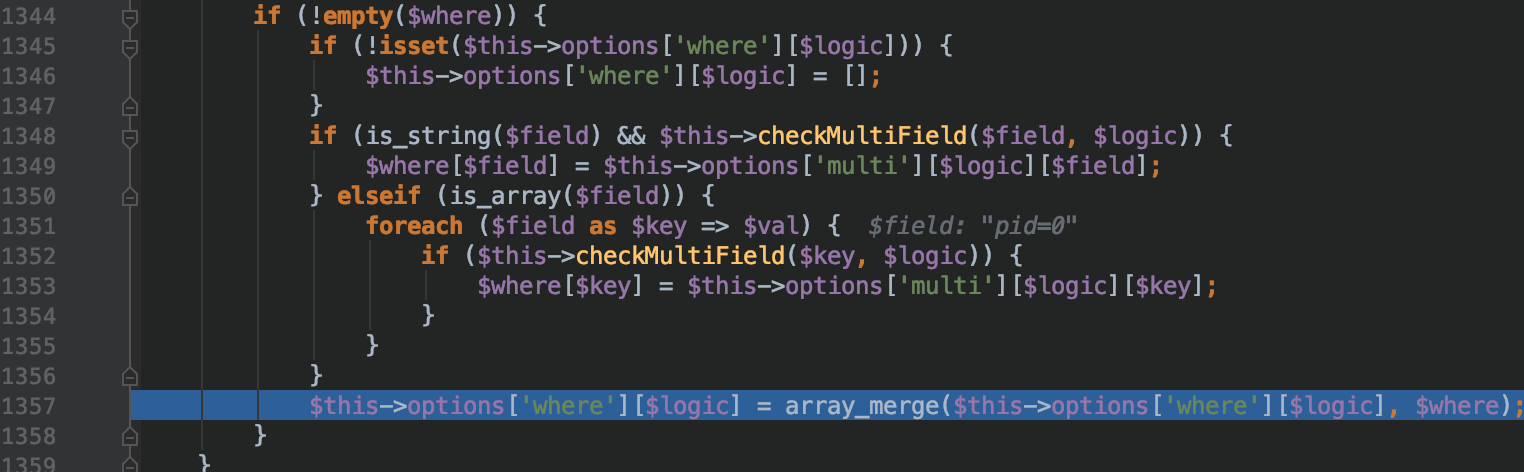 1344 if (!empty($where)) {
1345 if (!isset($this->options['where'][$logic])) {
1346 $this->options['where'][$logic] = [];
1347 }
1348 if (is_string($field) && $this->checkMultiField($field, $logic)) {
1349 $where[$field] = $this->options['multi'][$logic][$field];
1350 } elseif (is_array($field)) {
1351 foreach ($field as $key => $val) { $field: "pid=0"
1352 if ($this->checkMultiField($key, $logic)) {
1353 $where[$key] = $this->options['multi'][$logic][$key];
1354 }
1355 }
1356 }
1357 $this->options['where'][$logic] = array_merge($this->options['where'][$logic], $where);
1358 }
1359 }